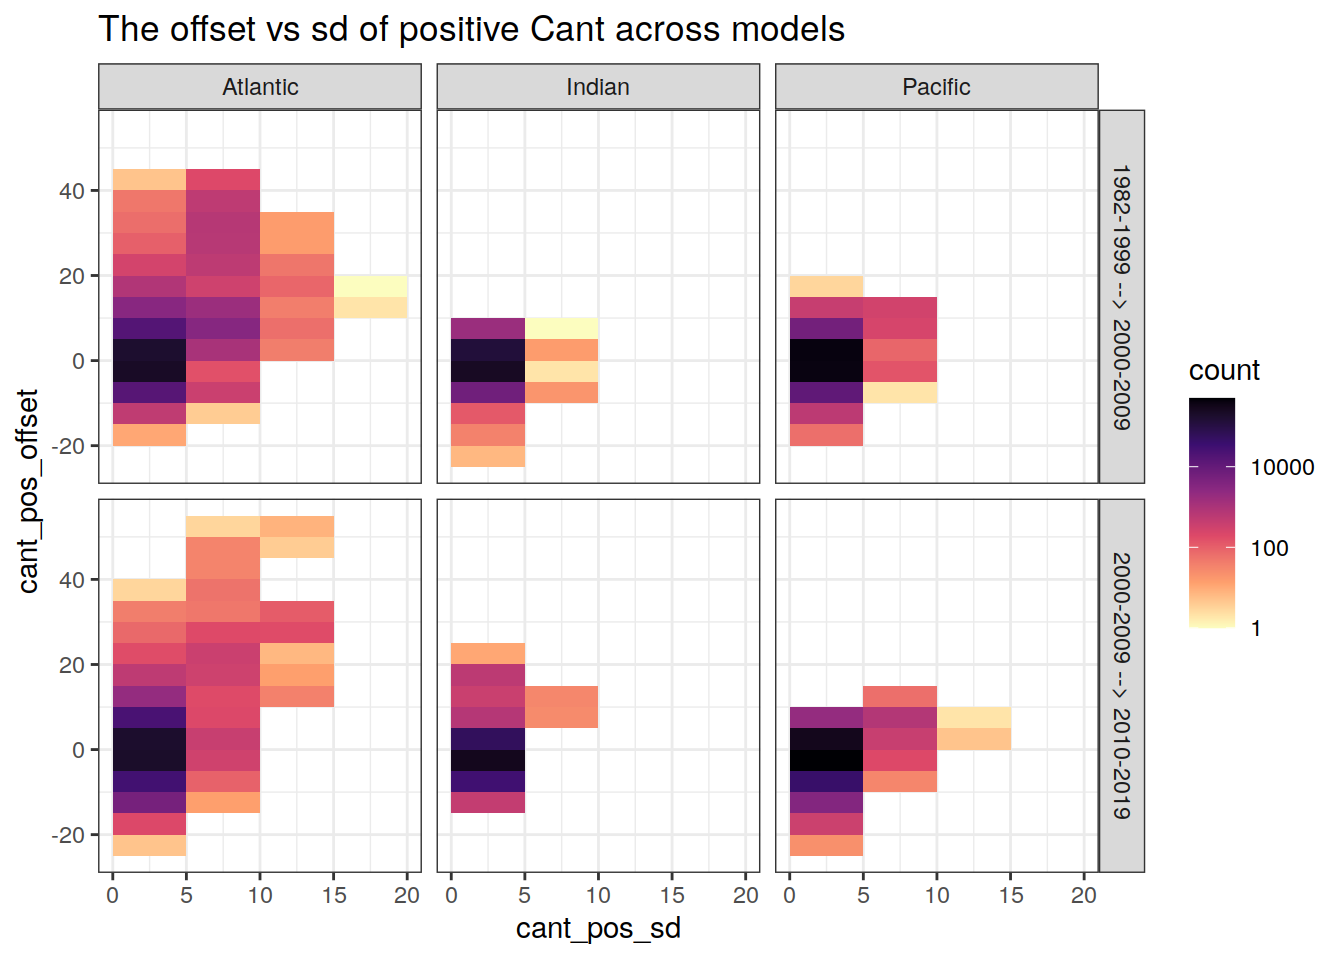 The offset vs sd of positive Cant across models
Atlantic
Indian
Pacific
1982-1999 --> 2000-2009
2000-2009 --> 2010-2019
cant_pos_offset
40
20
0
-20
40
20
0
-20
0 5 10 15 20
0 5 10 15 20
0 5 10 15 20
cant_pos_sd
count
10000
100
1